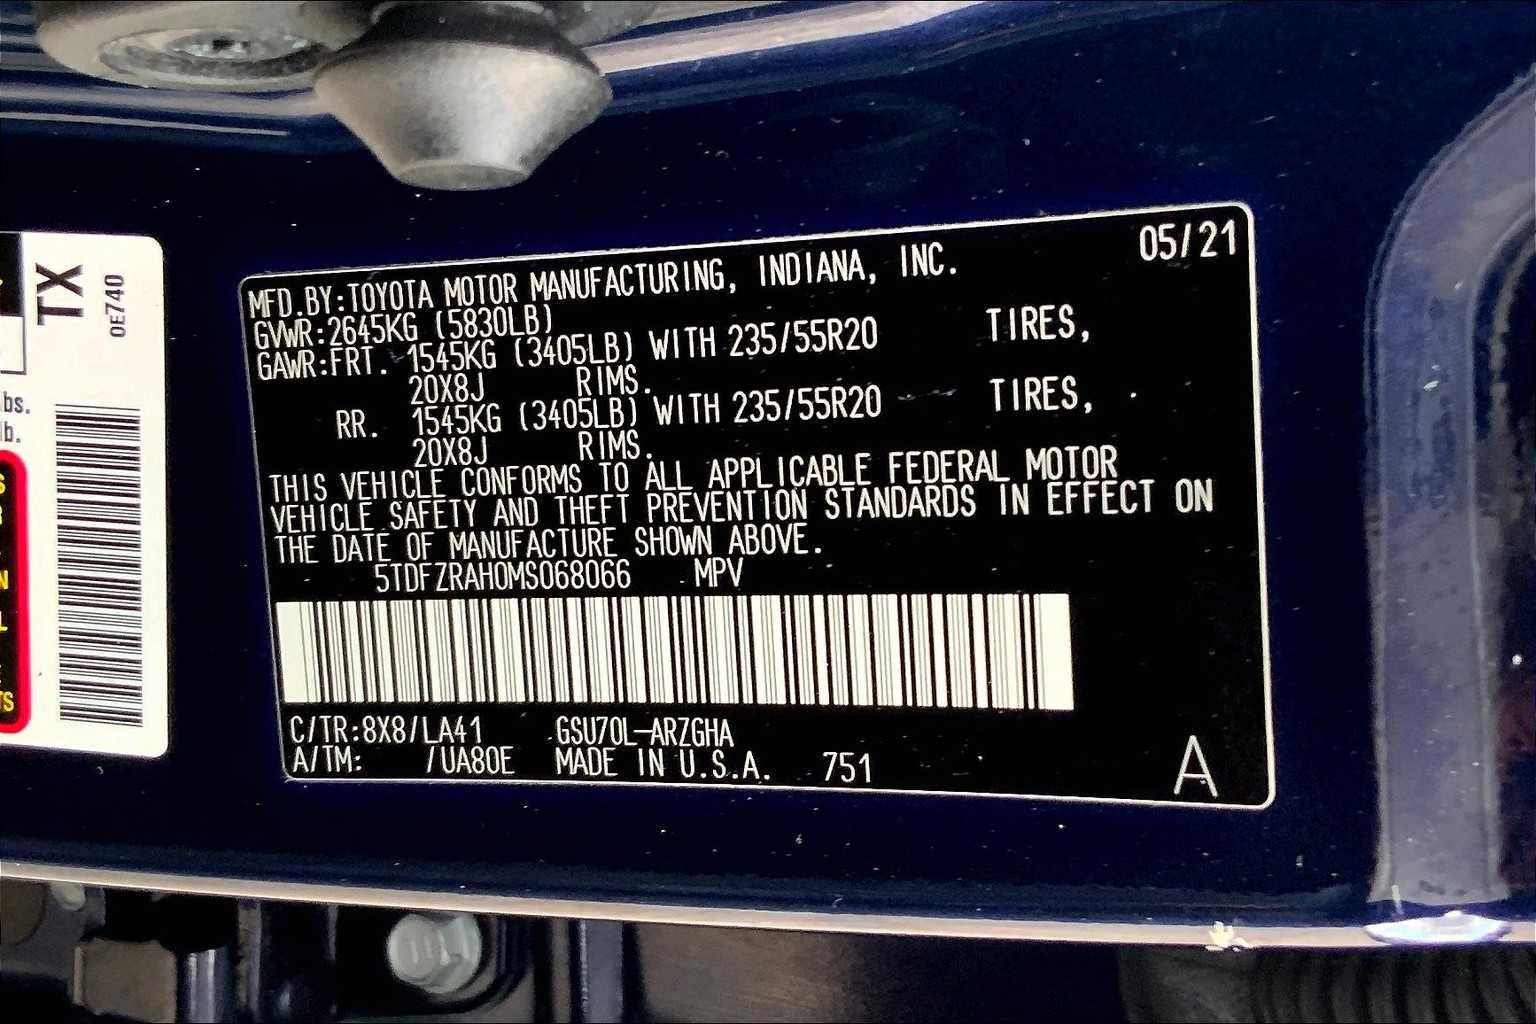 TX
0E740
bs.
lb.
MFD.BY:TOYOTA MOTOR MANUFACTURING, INDIANA, INC. 05/21
GVWR:2645KG (5830LB)
GAWR:FRT. 1545KG (3405LB) WITH 235/55R20 TIRES,
20X8J RIMS.
RR. 1545KG (3405LB) WITH 235/55R20 TIRES,
20X8J RIMS.
THIS VEHICLE CONFORMS TO ALL APPLICABLE FEDERAL MOTOR
VEHICLE SAFETY AND THEFT PREVENTION STANDARDS IN EFFECT ON
THE DATE OF MANUFACTURE SHOWN ABOVE.
5TDFZRAH0MS068066 MPV
C/TR:8X8/LA41 GSU70L-ARZGHA
A/TM: /UA80E MADE IN U.S.A. 751
A